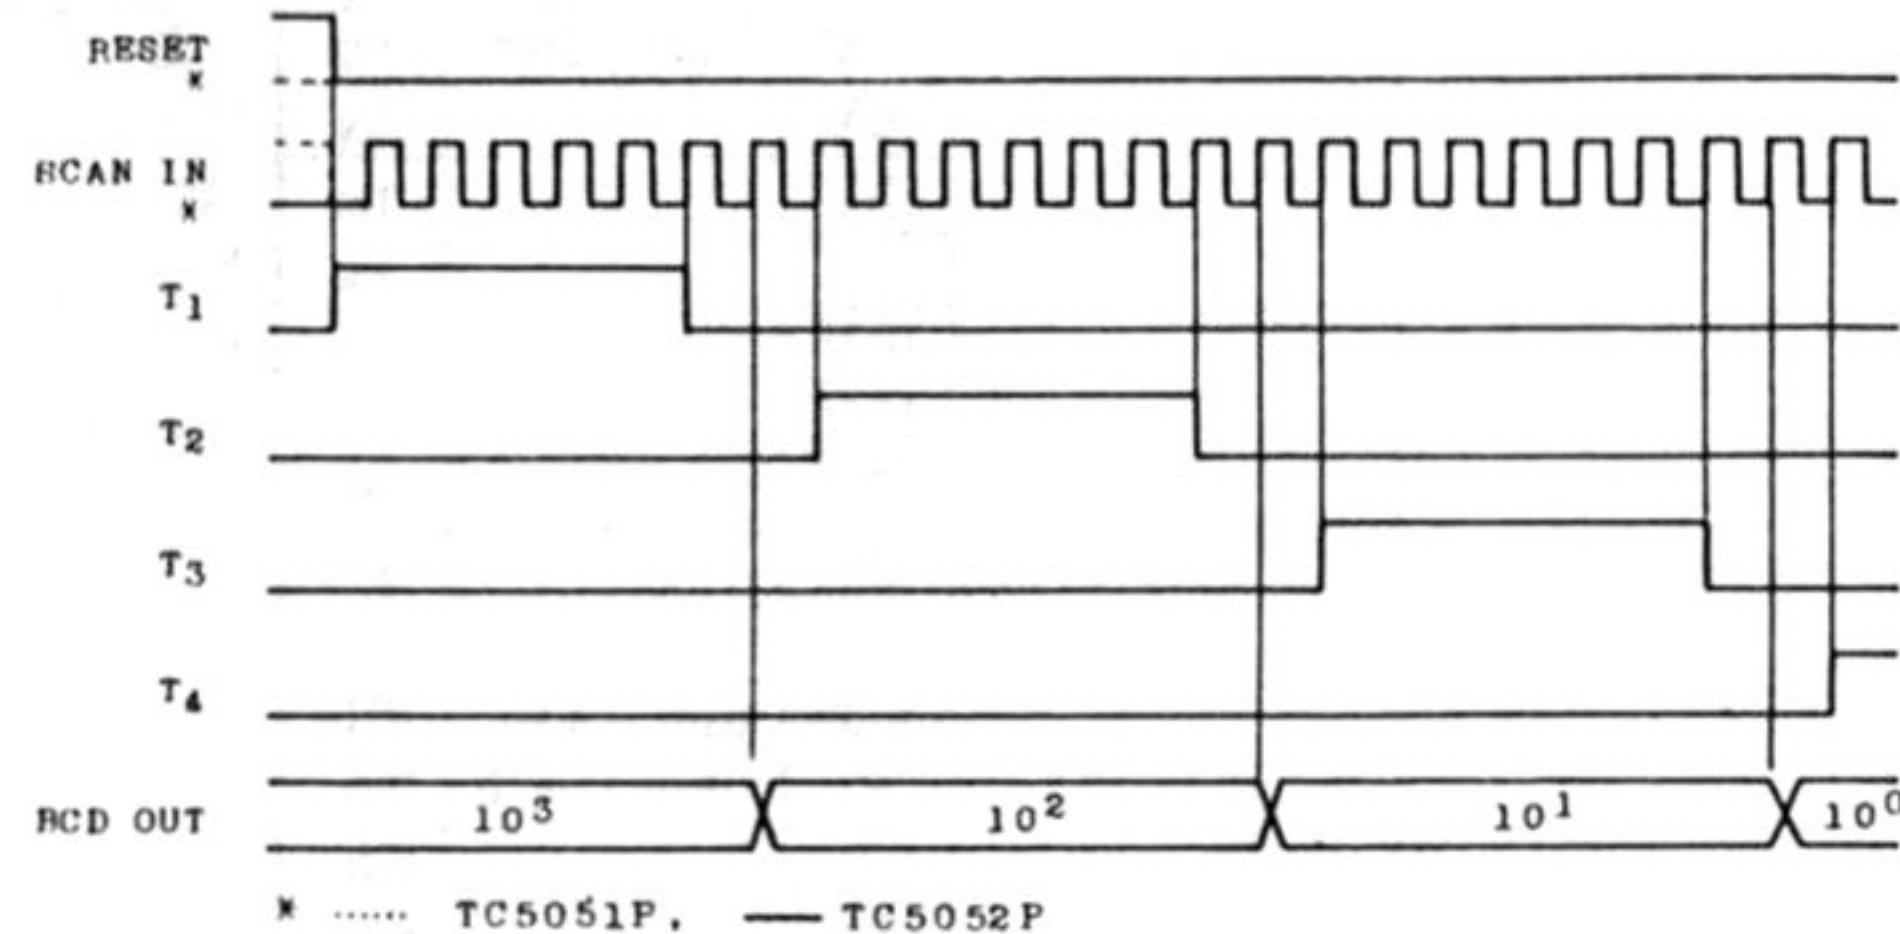 RESET
*
SCAN IN
*
T1
T2
T3
T4
BCD OUT 10³ 10² 10¹ 10⁰
* ...... TC5051P, —— TC5052P